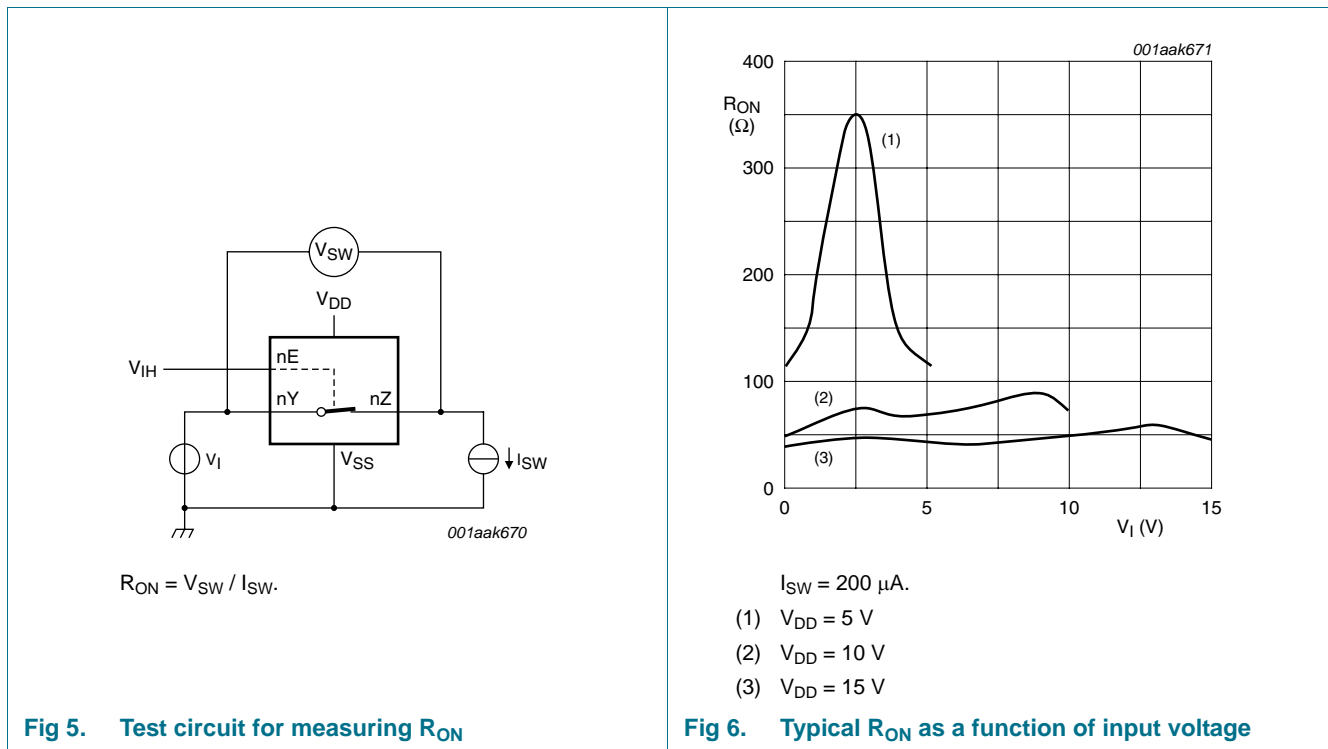 V_SW
V_DD
nE
V_IH
nY
nZ
V_I
V_SS
I_SW
001aak670
R_ON = V_SW / I_SW.
Fig 5. Test circuit for measuring R_ON
001aak671
400
R_ON
(Ω)
(1)
300
200
100
(2)
(3)
0
0
5
10
15
V_I (V)
I_SW = 200 μA.
(1) V_DD = 5 V
(2) V_DD = 10 V
(3) V_DD = 15 V
Fig 6. Typical R_ON as a function of input voltage